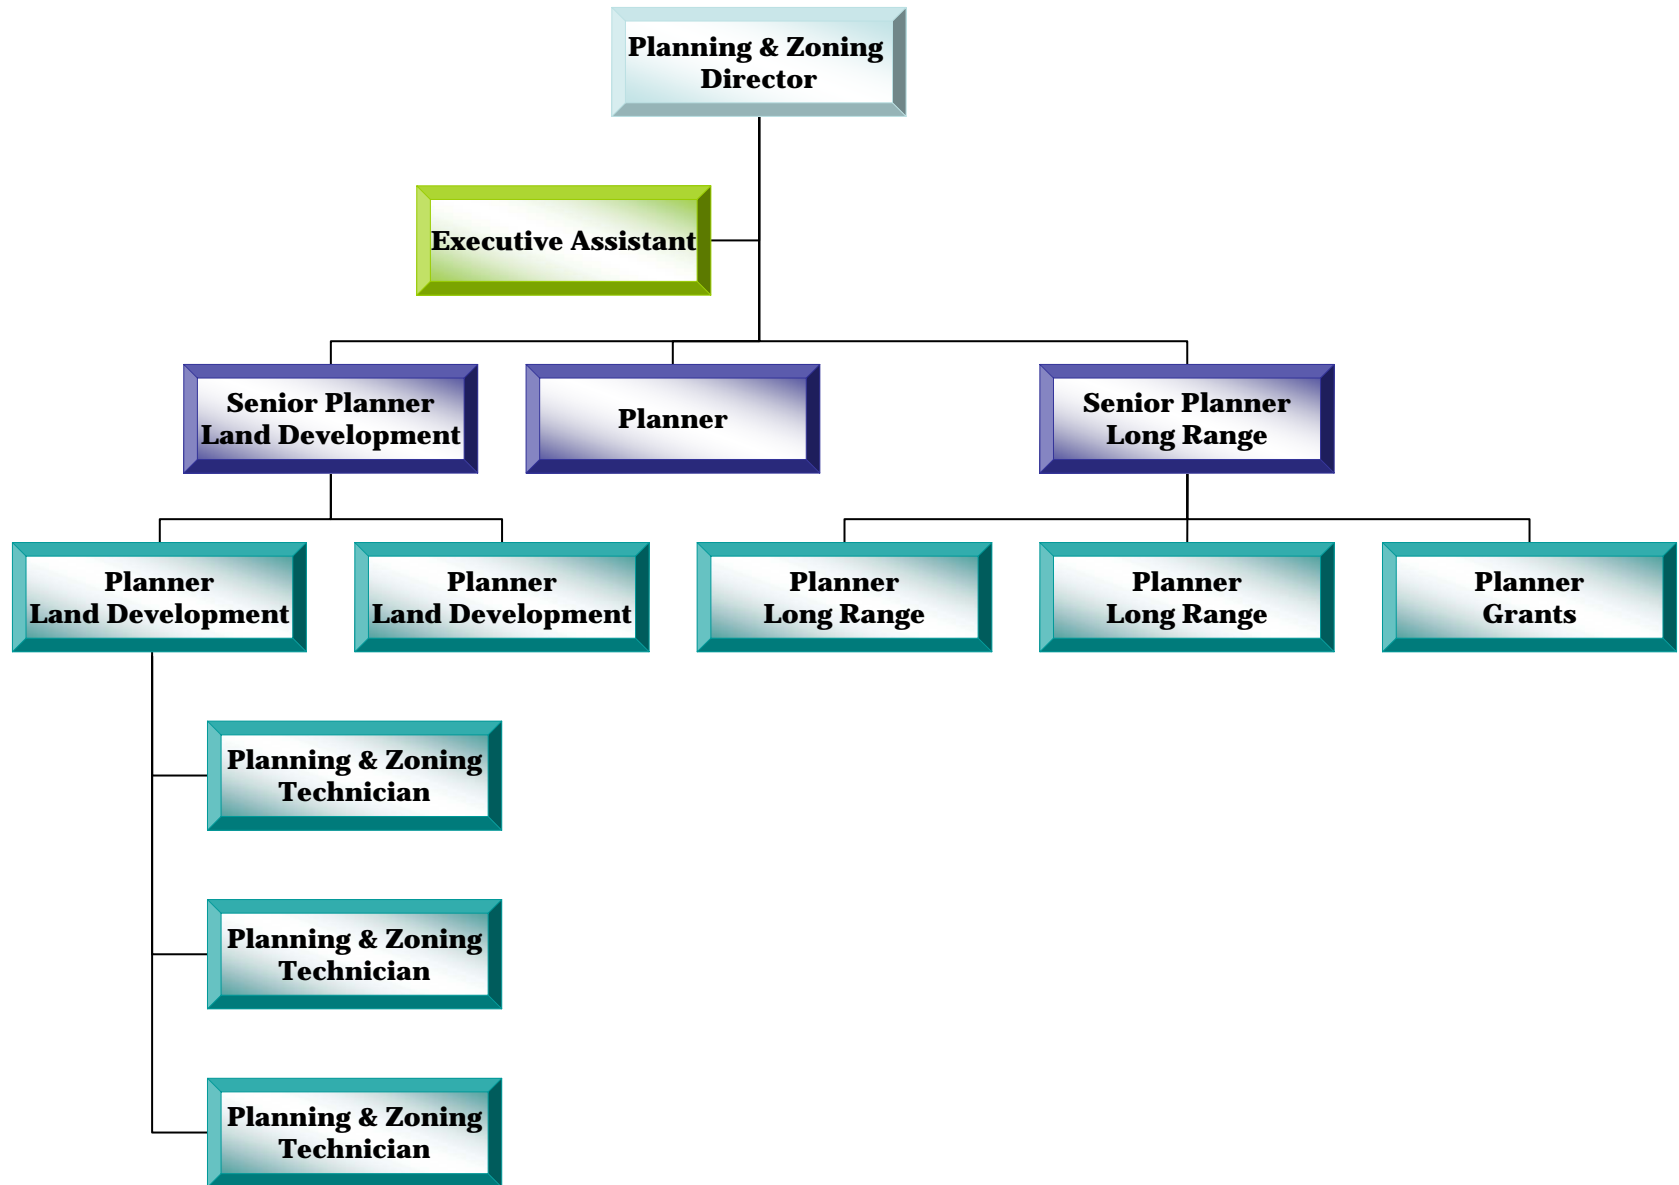 Planning & Zoning
Director
Executive Assistant
Senior Planner
Land Development
Planner
Senior Planner
Long Range
Planner
Land Development
Planner
Land Development
Planner
Long Range
Planner
Long Range
Planner
Grants
Planning & Zoning
Technician
Planning & Zoning
Technician
Planning & Zoning
Technician